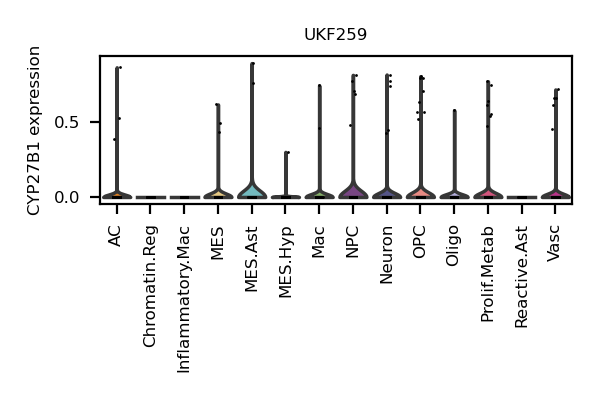 UKF259
CYP27B1 expression
0.5
0.0
AC
Chromatin.Reg
Inflammatory.Mac
MES
MES.Ast
MES.Hyp
Mac
NPC
Neuron
OPC
Oligo
Prolif.Metab
Reactive.Ast
Vasc